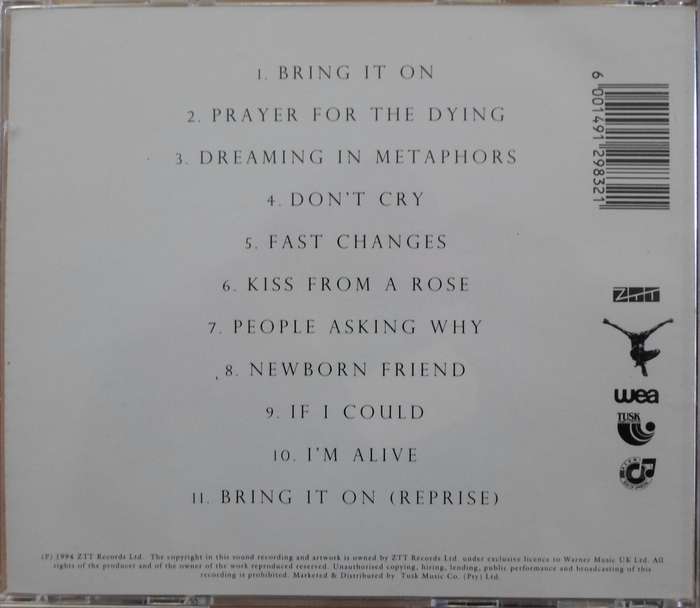 1. BRING IT ON
2. PRAYER FOR THE DYING
3. DREAMING IN METAPHORS
4. DON'T CRY
5. FAST CHANGES
6. KISS FROM A ROSE
7. PEOPLE ASKING WHY
8. NEWBORN FRIEND
9. IF I COULD
10. I'M ALIVE
11. BRING IT ON (REPRISE)
6 001491 298321
ZTT
wea
TUSK
(P) 1994 ZTT Records Ltd. The copyright in this sound recording and artwork is owned by ZTT Records Ltd under exclusive licence to Warner Music UK Ltd. All
rights of the producer and of the owner of the work reproduced reserved. Unauthorised copying, hiring, lending, public performance and broadcasting of this
recording is prohibited. Marketed & Distributed by Tusk Music Co. (Pty) Ltd.